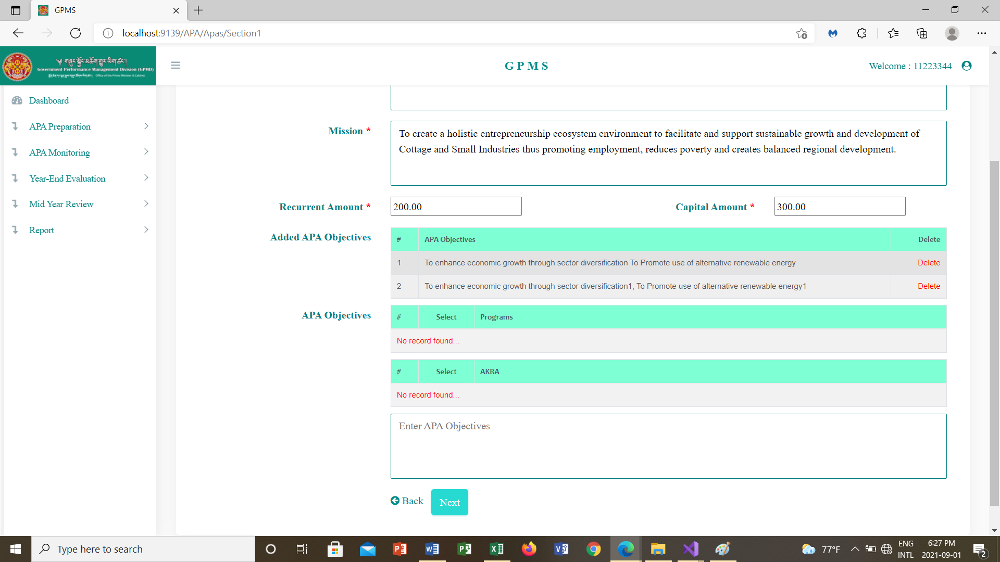 GPMS
localhost:9139/APA/Apas/Section1
Government Performance Management Division (GPMD)
Office of the Prime Minister & Cabinet
G P M S
Welcome : 11223344
Dashboard
APA Preparation
APA Monitoring
Year-End Evaluation
Mid Year Review
Report
Mission *
To create a holistic entrepreneurship ecosystem environment to facilitate and support sustainable growth and development of
Cottage and Small Industries thus promoting employment, reduces poverty and creates balanced regional development.
Recurrent Amount * 200.00 Capital Amount * 300.00
Added APA Objectives
# APA Objectives Delete
1 To enhance economic growth through sector diversification To Promote use of alternative renewable energy Delete
2 To enhance economic growth through sector diversification1, To Promote use of alternative renewable energy1 Delete
APA Objectives
# Select Programs
No record found...
# Select AKRA
No record found...
Enter APA Objectives
Back Next
Type here to search
77°F
ENG
INTL
6:27 PM
2021-09-01
2